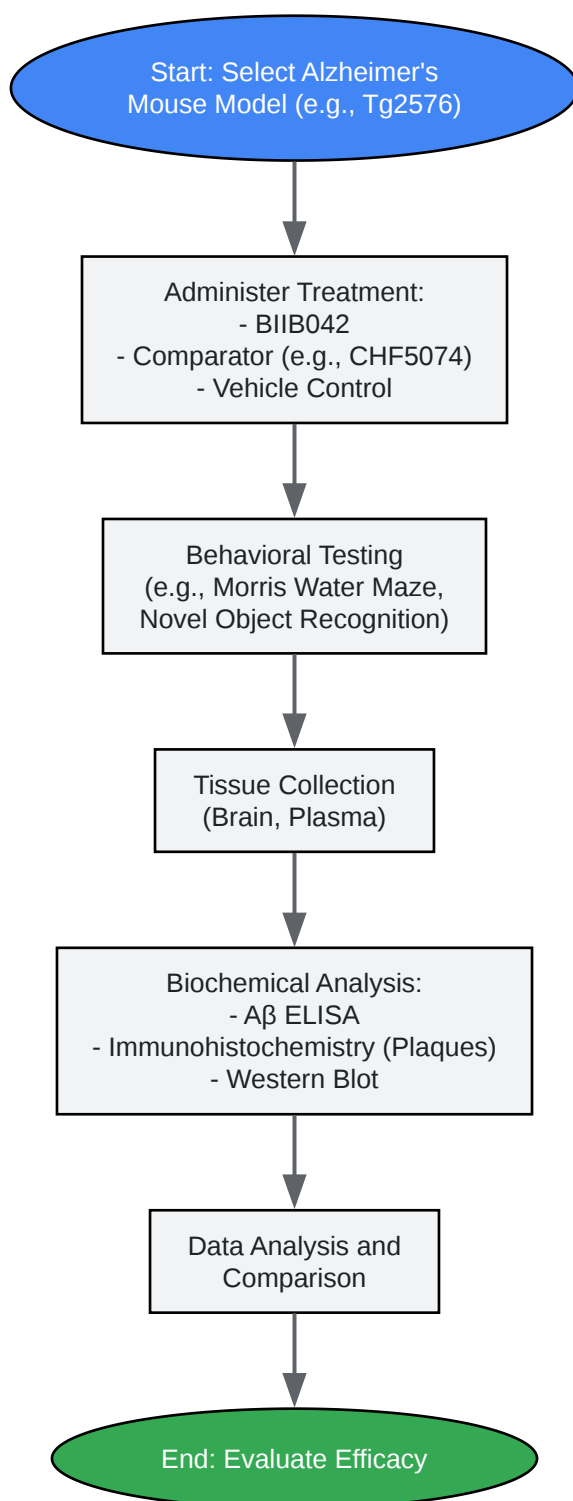 Start: Select Alzheimer's
Mouse Model (e.g., Tg2576)
Administer Treatment:
- BIIB042
- Comparator (e.g., CHF5074)
- Vehicle Control
Behavioral Testing
(e.g., Morris Water Maze,
Novel Object Recognition)
Tissue Collection
(Brain, Plasma)
Biochemical Analysis:
- Aβ ELISA
- Immunohistochemistry (Plaques)
- Western Blot
Data Analysis and
Comparison
End: Evaluate Efficacy